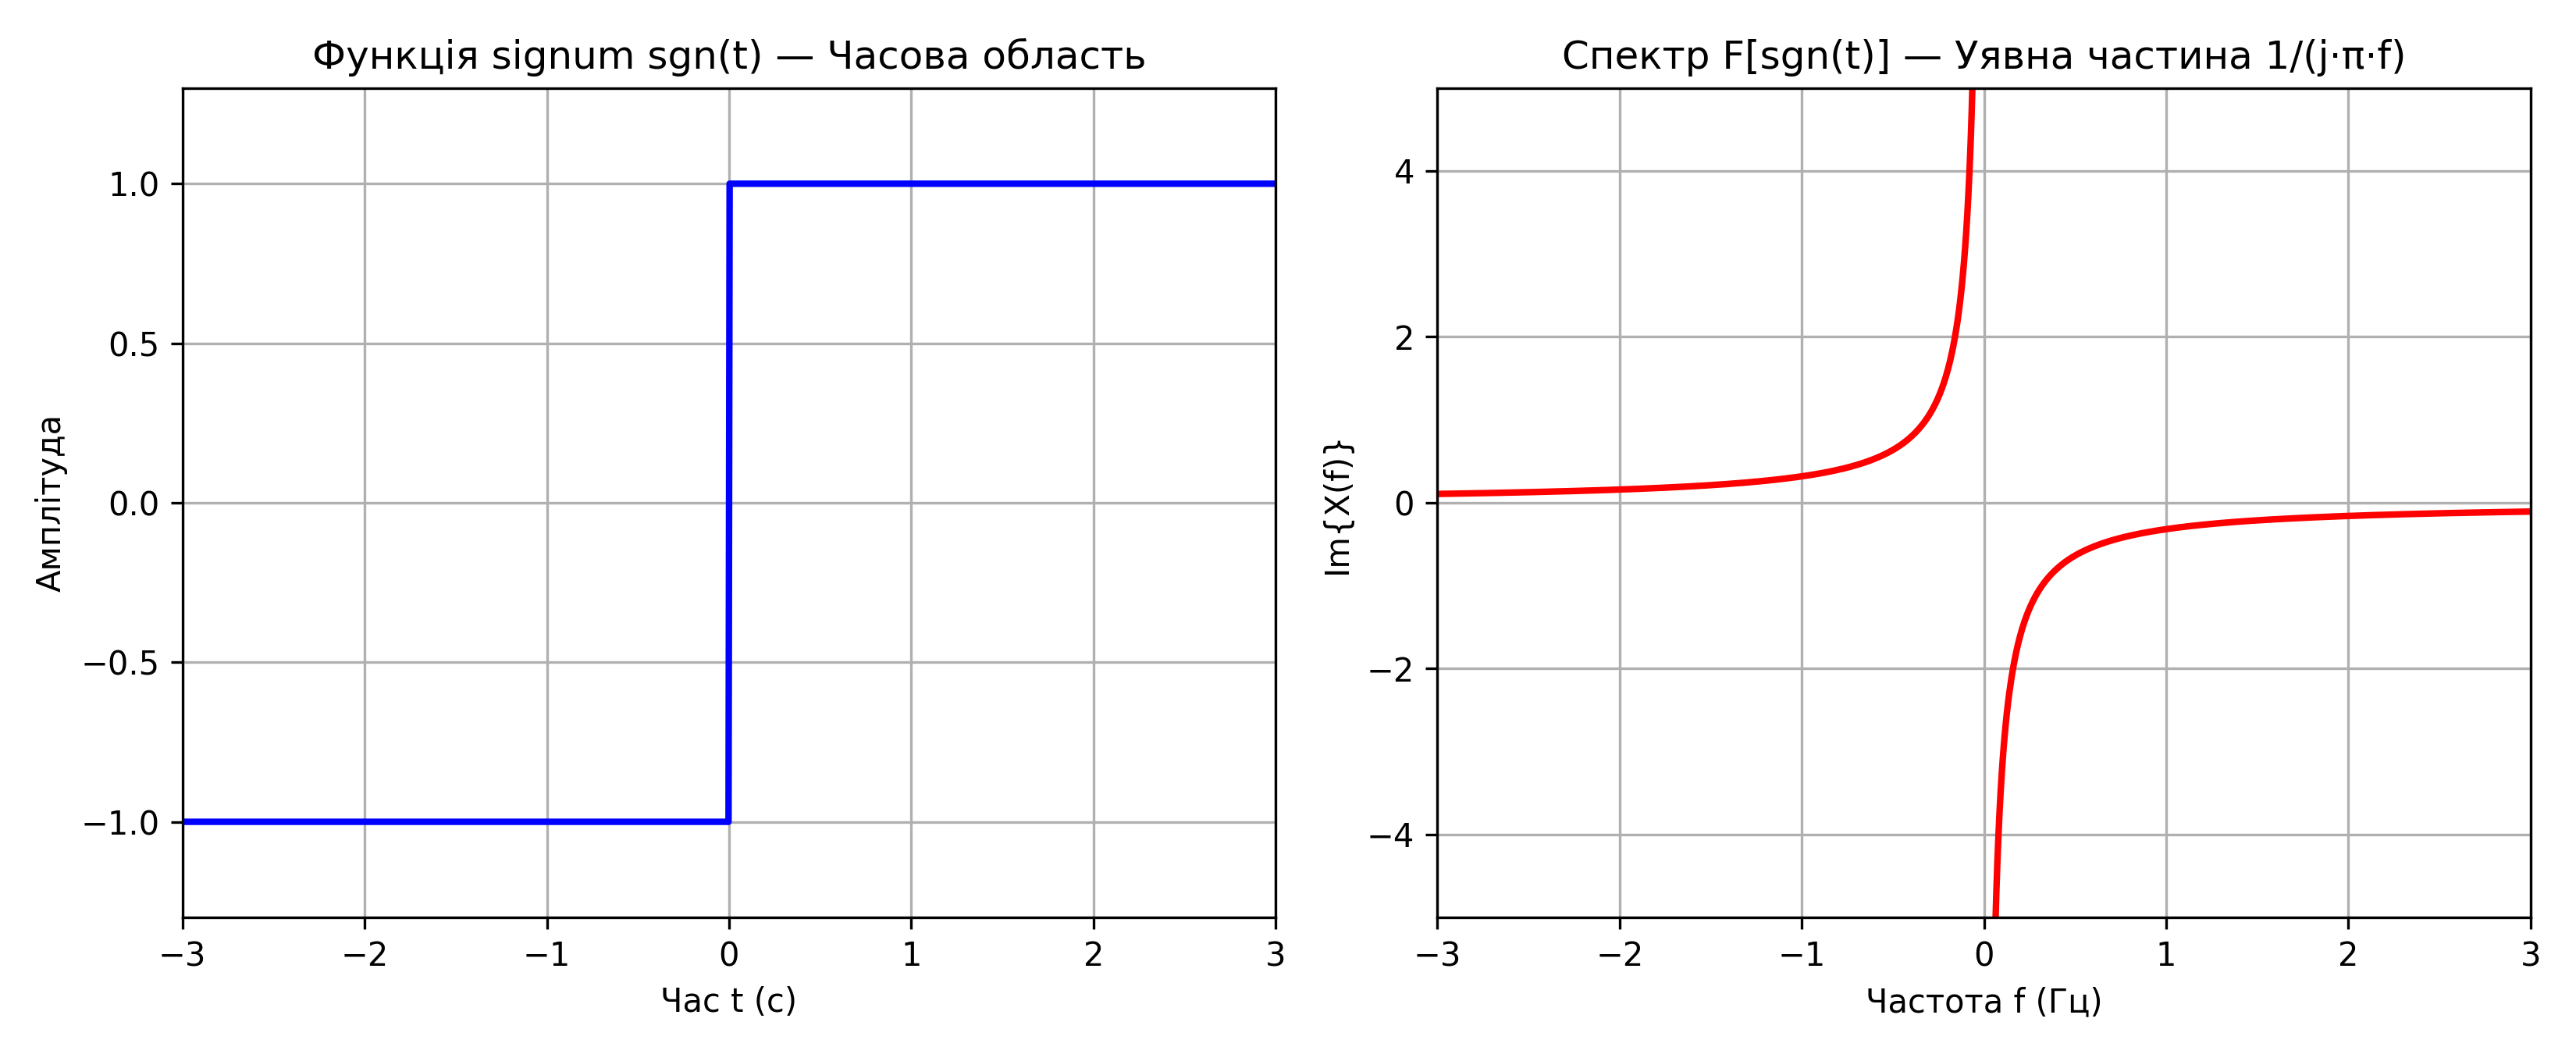 Функція signum sgn(t) — Часова область
1.0
0.5
0.0
−0.5
−1.0
Амплітуда
−3 −2 −1 0 1 2 3
Час t (с)
Спектр F[sgn(t)] — Уявна частина 1/(j·π·f)
4
2
0
−2
−4
Im{X(f)}
−3 −2 −1 0 1 2 3
Частота f (Гц)